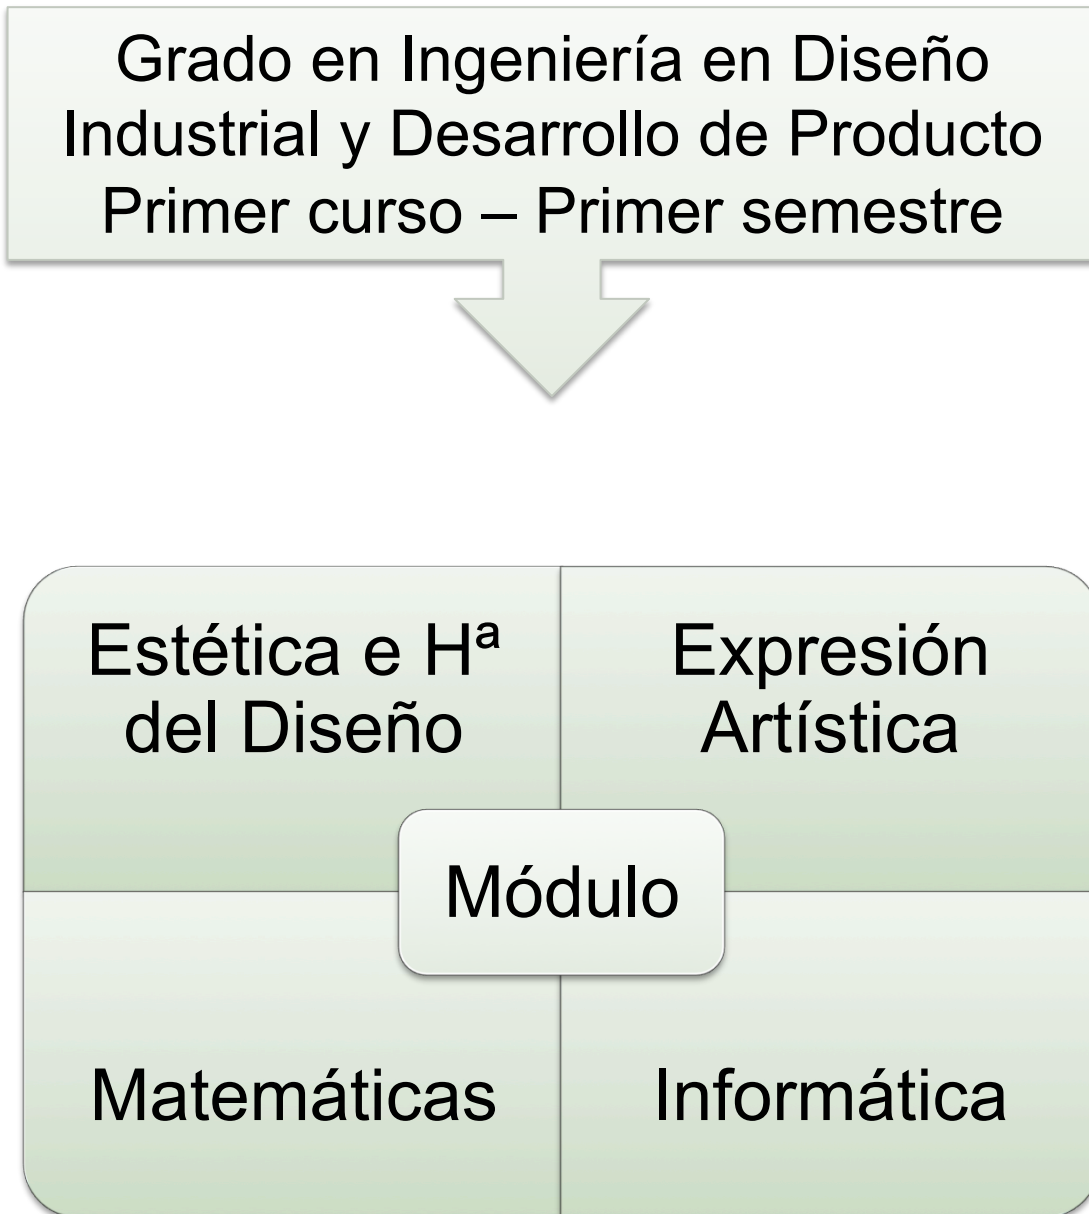 Grado en Ingeniería en Diseño
Industrial y Desarrollo de Producto
Primer curso – Primer semestre
Estética e Hª
del Diseño
Expresión
Artística
Módulo
Matemáticas
Informática